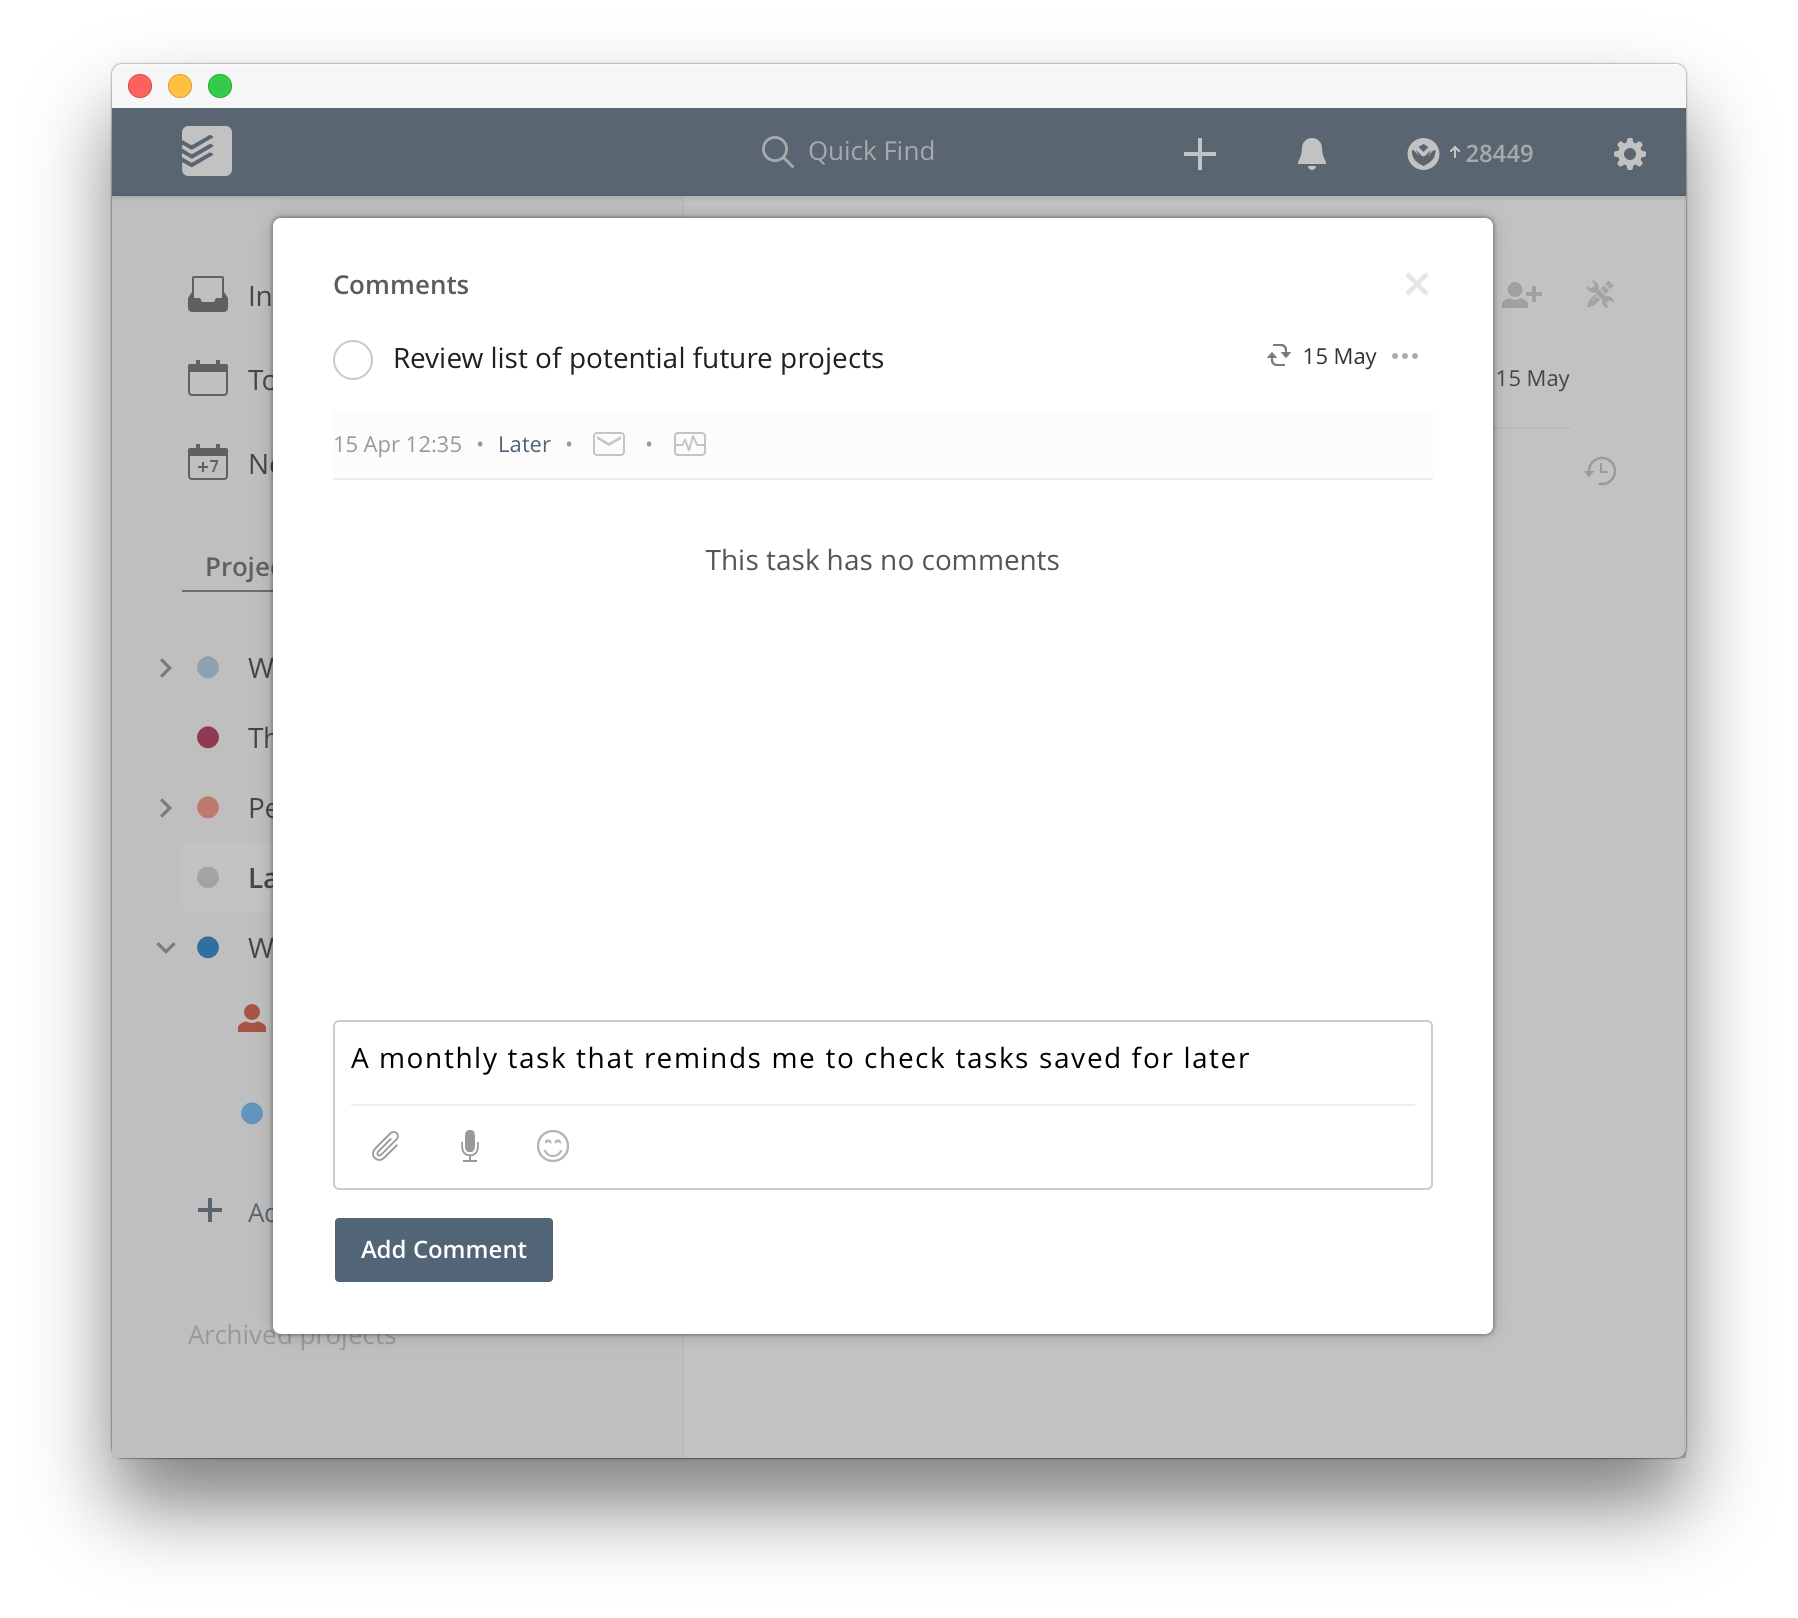 Quick Find
28449
In
To
+7 Ne
Proje
W
Th
Pe
La
W
Ad
Archived projects
15 May
Comments
Review list of potential future projects 15 May
15 Apr 12:35 • Later • •
This task has no comments
A monthly task that reminds me to check tasks saved for later
Add Comment